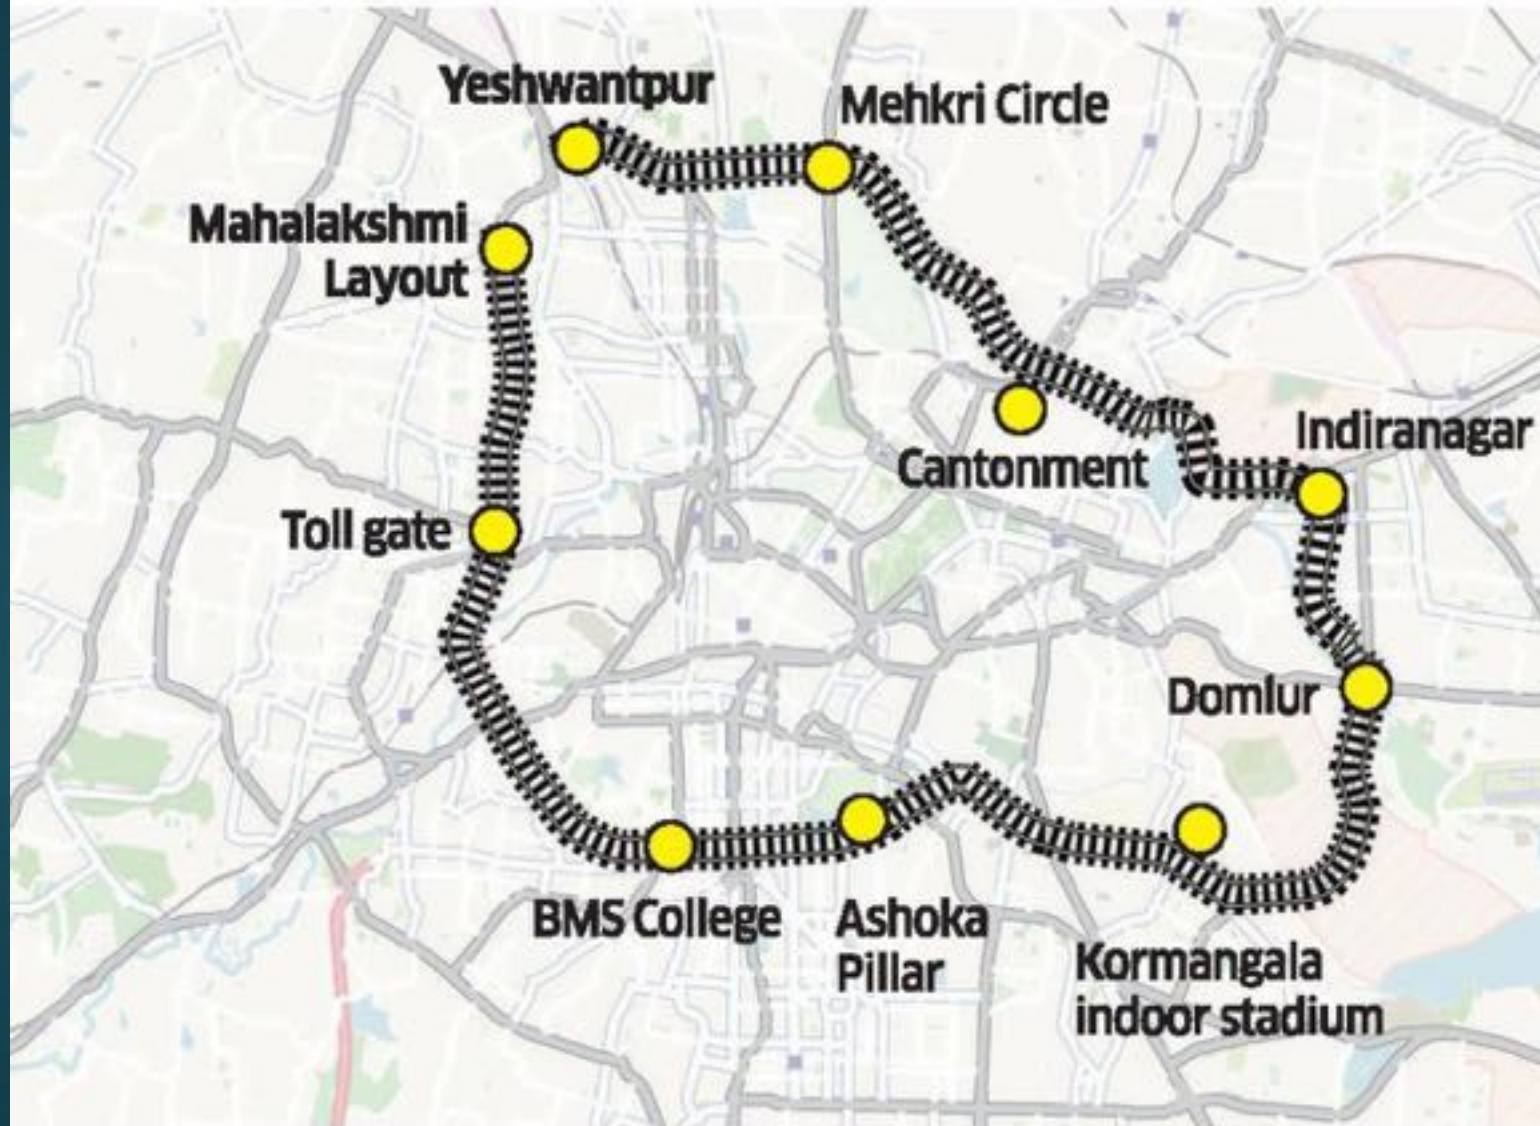 Yeshwantpur
Mehkri Circle
Mahalakshmi
Layout
Indiranagar
Cantonment
Toll gate
Domlur
BMS College
Ashoka
Pillar
Kormangala
indoor stadium